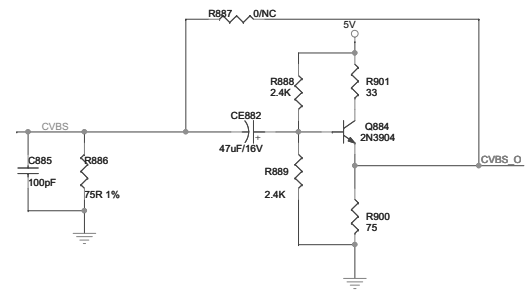 R887 0/NC
5V
R888
2.4K
R901
33
CE882
CVBS
47uF/16V
Q884
2N3904
C885
100pF
R886
75R 1%
R889
2.4K
CVBS_O
R900
75